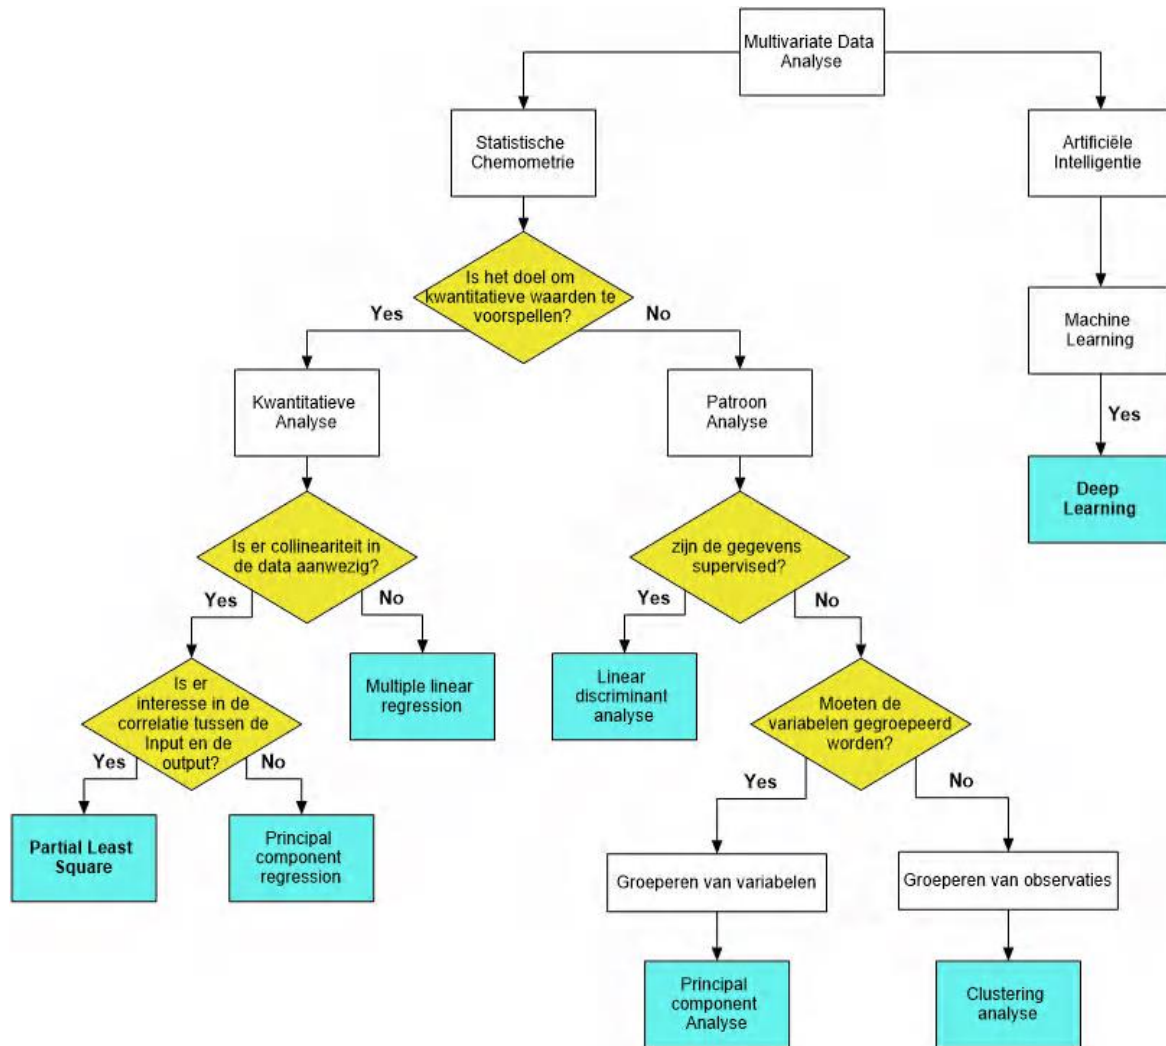 Multivariate Data
Analyse
Statistische
Chemometrie
Artificiële
Intelligentie
Is het doel om
kwantitatieve waarden te
voorspellen?
Yes
No
Machine
Learning
Kwantitatieve
Analyse
Patroon
Analyse
Yes
Deep
Learning
Is er collineariteit in
de data aanwezig?
zijn de gegevens
supervised?
Yes
No
Yes
No
Is er
interesse in de
correlatie tussen de
Input en de
output?
Multiple linear
regression
Linear
discriminant
analyse
Moeten de
variabelen gegroepeerd
worden?
Yes
No
Yes
No
Partial Least
Square
Principal
component
regression
Groeperen van variabelen
Groeperen van observaties
Principal
component
Analyse
Clustering
analyse